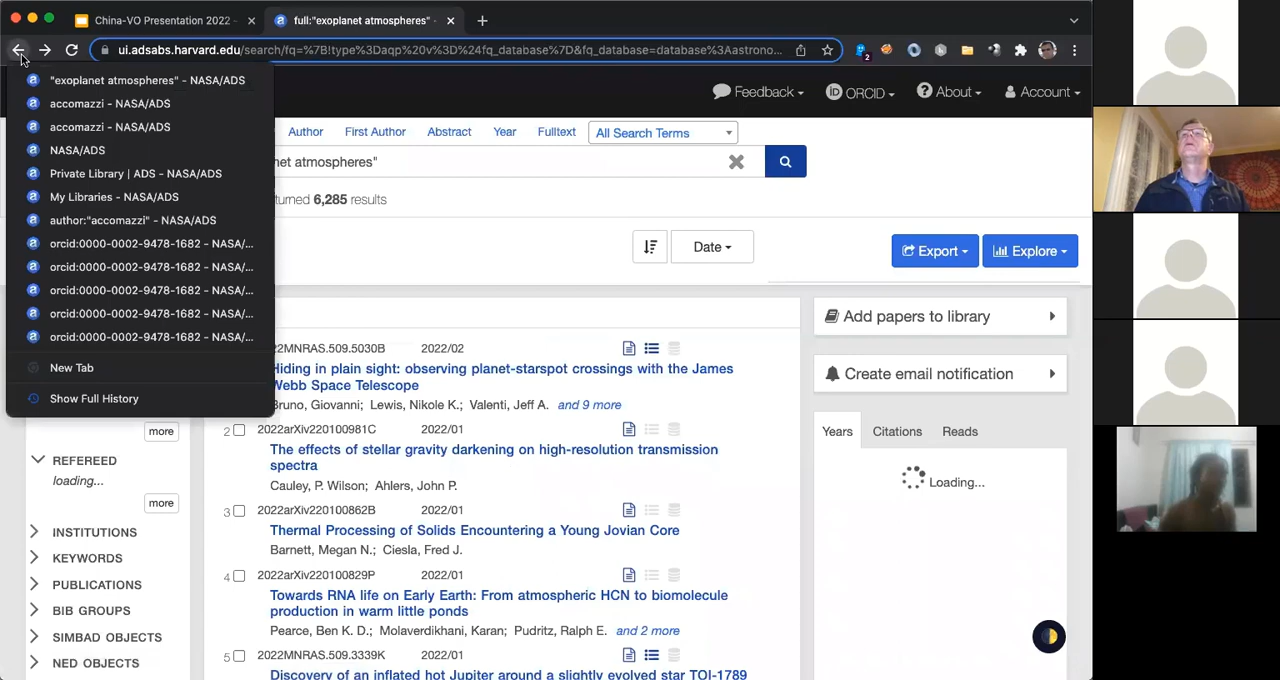 China-VO Presentation 2022 -
full:"exoplanet atmospheres" -
ui.adsabs.harvard.edu/search/fq=%7B!type%3Daqp%20v%3D%24fq_database%7D&fq_database=database%3Aastrono...
2
"exoplanet atmospheres" - NASA/ADS
accomazzi - NASA/ADS
accomazzi - NASA/ADS
NASA/ADS
Private Library | ADS - NASA/ADS
My Libraries - NASA/ADS
author:"accomazzi" - NASA/ADS
orcid:0000-0002-9478-1682 - NASA/...
orcid:0000-0002-9478-1682 - NASA/...
orcid:0000-0002-9478-1682 - NASA/...
orcid:0000-0002-9478-1682 - NASA/...
orcid:0000-0002-9478-1682 - NASA/...
New Tab
Show Full History
Feedback
iD ORCID
About
Account
Author First Author Abstract Year Fulltext All Search Terms
net atmospheres"
turned 6,285 results
Date
Export
Explore
more
REFEREED
loading...
more
INSTITUTIONS
KEYWORDS
PUBLICATIONS
BIB GROUPS
SIMBAD OBJECTS
NED OBJECTS
22MNRAS.509.5030B 2022/02
Hiding in plain sight: observing planet-starspot crossings with the James
Webb Space Telescope
Bruno, Giovanni; Lewis, Nikole K.; Valenti, Jeff A. and 9 more
2 2022arXiv220100981C 2022/01
The effects of stellar gravity darkening on high-resolution transmission
spectra
Cauley, P. Wilson; Ahlers, John P.
3 2022arXiv220100862B 2022/01
Thermal Processing of Solids Encountering a Young Jovian Core
Barnett, Megan N.; Ciesla, Fred J.
4 2022arXiv220100829P 2022/01
Towards RNA life on Early Earth: From atmospheric HCN to biomolecule
production in warm little ponds
Pearce, Ben K. D.; Molaverdikhani, Karan; Pudritz, Ralph E. and 2 more
5 2022MNRAS.509.3339K 2022/01
Discovery of an inflated hot Jupiter around a slightly evolved star TOI-1789
Add papers to library
Create email notification
Years Citations Reads
Loading...